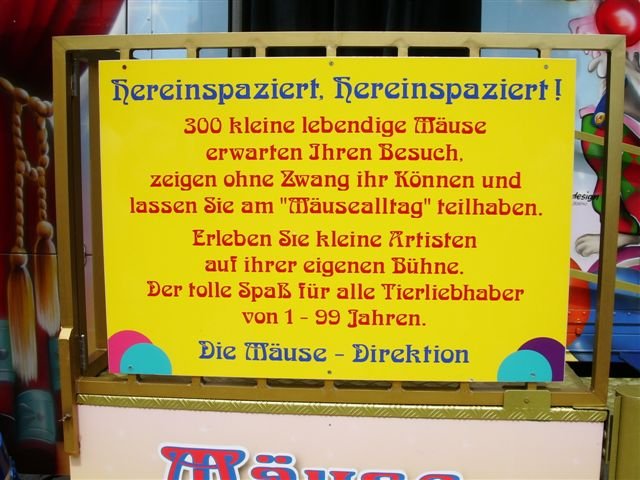 Hereinspaziert, Hereinspaziert!
300 kleine lebendige Mäuse
erwarten Ihren Besuch,
zeigen ohne Zwang ihr Können und
lassen Sie am "Mäusealltag" teilhaben.
Erleben Sie kleine Artisten
auf ihrer eigenen Bühne.
Der tolle Spaß für alle Tierliebhaber
von 1 - 99 Jahren.
Die Mäuse - Direktion
design
Mäuse